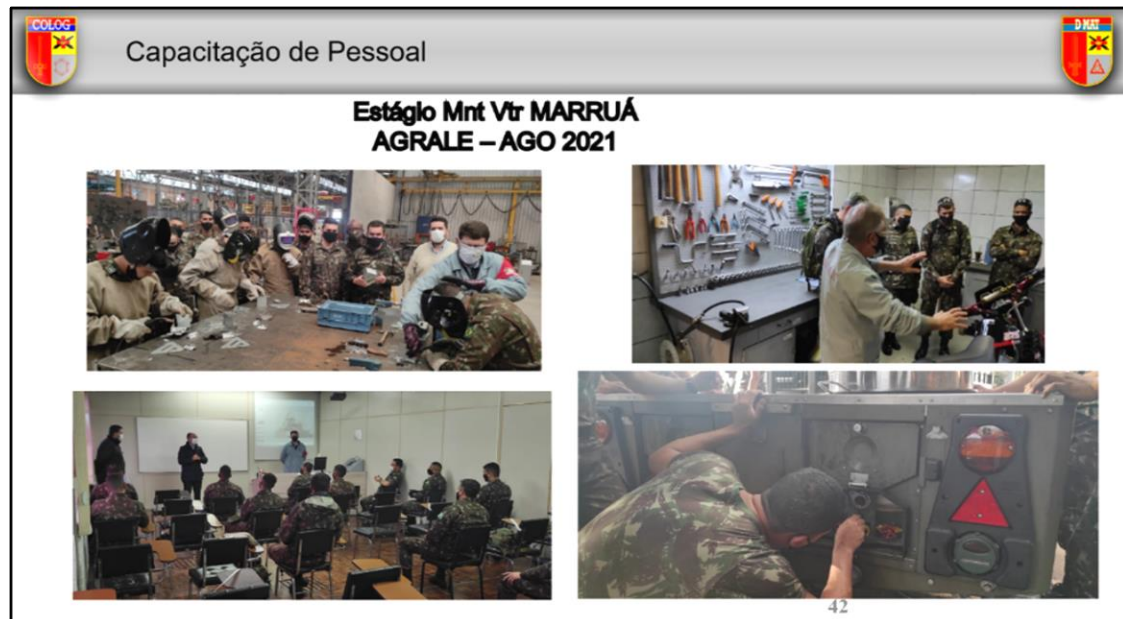 COLOG
D MAT
Capacitação de Pessoal
Estágio Mnt Vtr MARRUÁ
AGRALE – AGO 2021
42